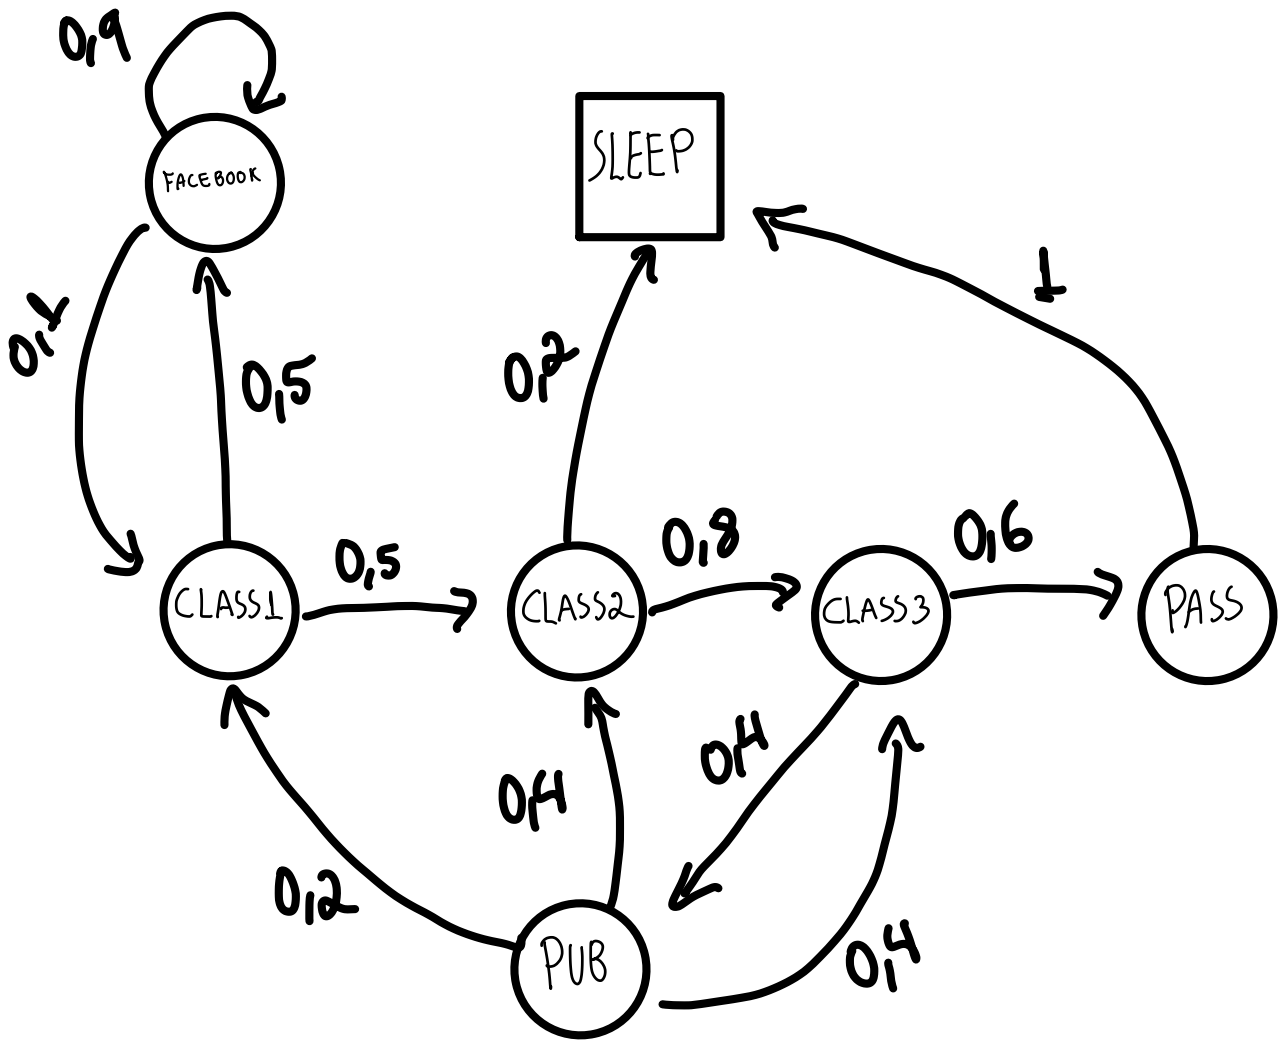 0,9
FACEBOOK
SLEEP
0,1
0,5
0,2
1
0,5
0,8
0,6
CLASS1
CLASS2
CLASS3
PASS
0,4
0,4
0,2
0,4
PUB